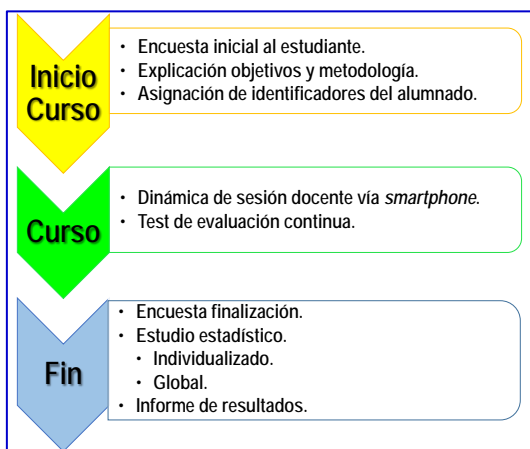 Inicio
Curso
• Encuesta inicial al estudiante.
• Explicación objetivos y metodología.
• Asignación de identificadores del alumnado.
Curso
• Dinámica de sesión docente vía smartphone.
• Test de evaluación continua.
Fin
• Encuesta finalización.
• Estudio estadístico.
• Individualizado.
• Global.
• Informe de resultados.